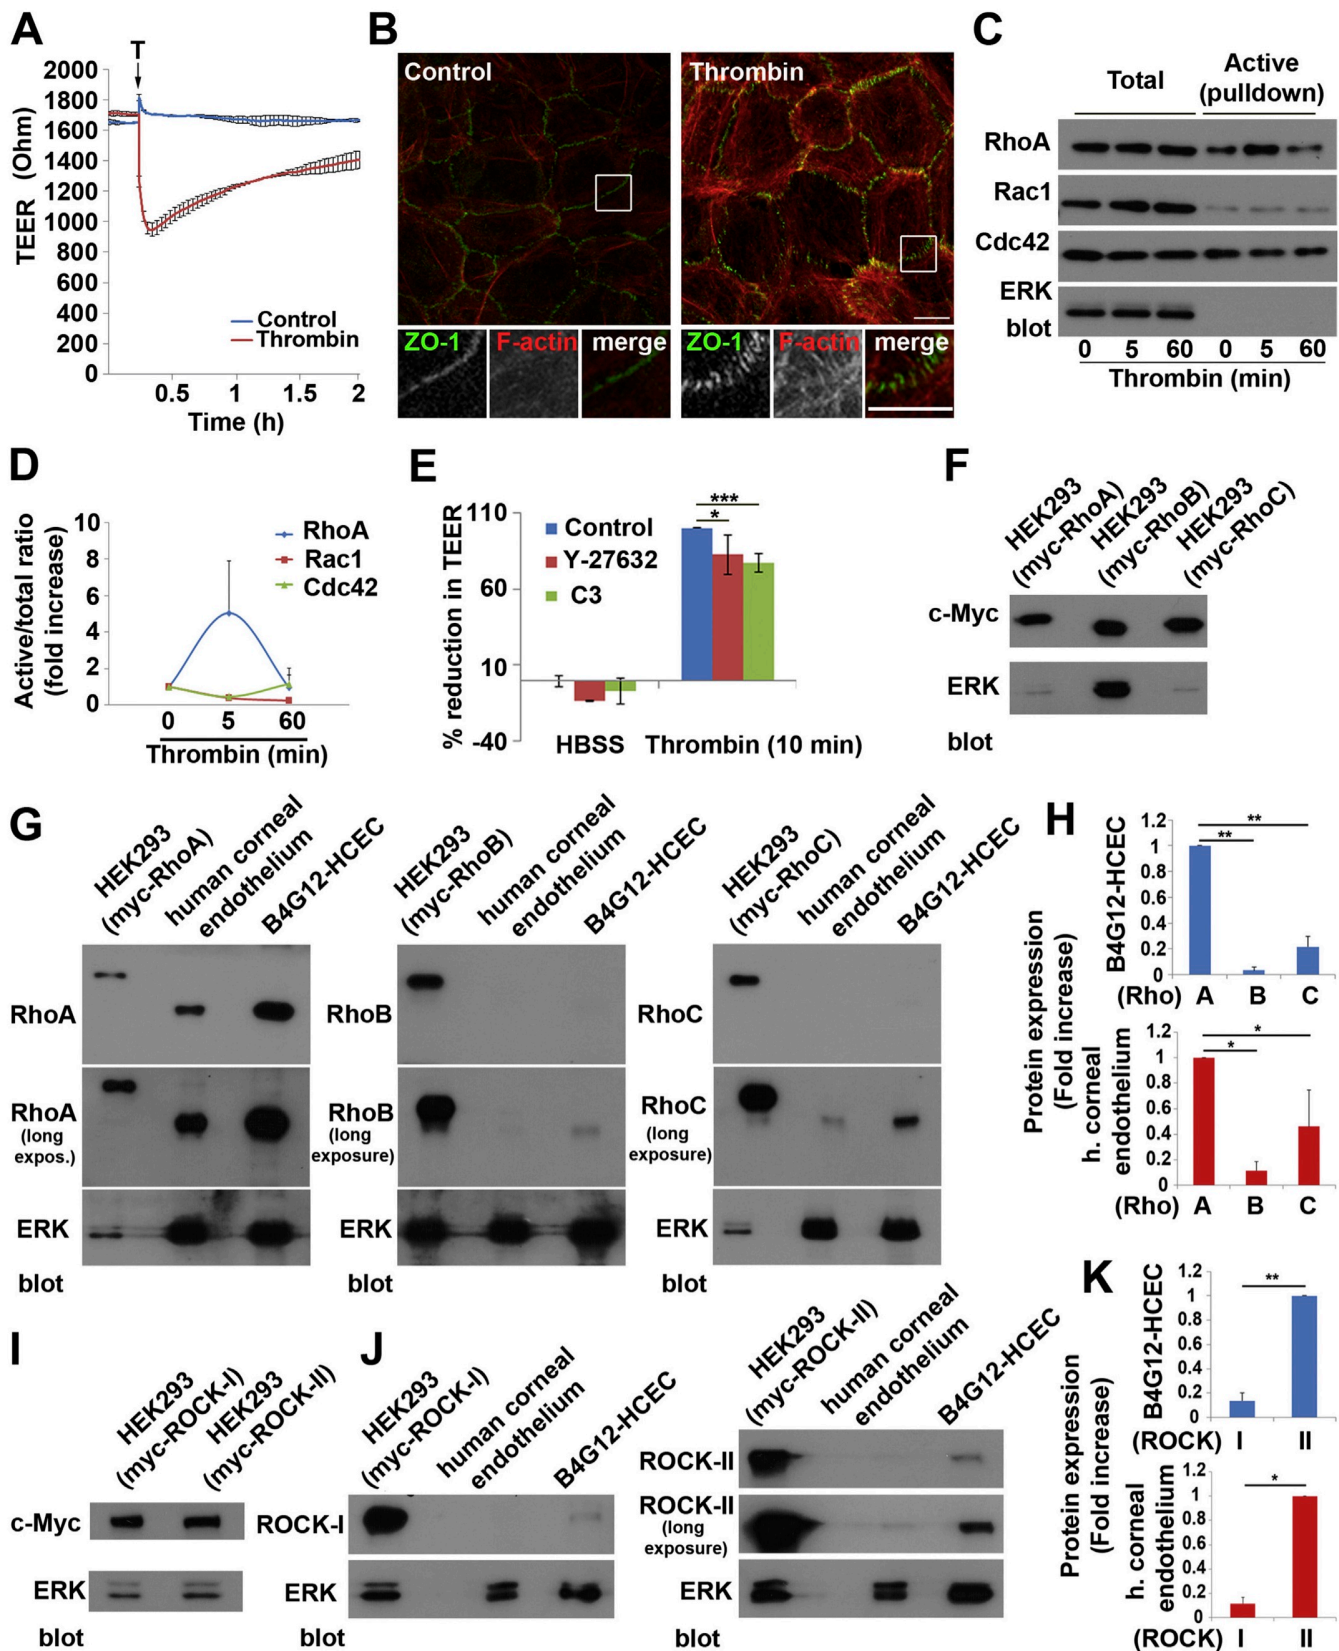 A
T
TEER (Ohm)
2000
1800
1600
1400
1200
1000
800
600
400
200
0
Control
Thrombin
0.5
1
1.5
2
Time (h)
B
Control
Thrombin
ZO-1
F-actin
merge
ZO-1
F-actin
merge
C
Total
Active
(pulldown)
RhoA
Rac1
Cdc42
ERK
blot
0
5
60
0
5
60
Thrombin (min)
D
Active/total ratio
(fold increase)
10
8
6
4
2
0
RhoA
Rac1
Cdc42
0
5
60
Thrombin (min)
E
% reduction in TEER
110
60
10
-40
Control
Y-27632
C3
***
*
HBSS
Thrombin (10 min)
F
HEK293
(myc-RhoA)
HEK293
(myc-RhoB)
HEK293
(myc-RhoC)
c-Myc
ERK
blot
G
HEK293
(myc-RhoA)
human corneal
endothelium
B4G12-HCEC
RhoA
RhoA
(long
expos.)
ERK
blot
HEK293
(myc-RhoB)
human corneal
endothelium
B4G12-HCEC
RhoB
RhoB
(long
exposure)
ERK
blot
HEK293
(myc-RhoC)
human corneal
endothelium
B4G12-HCEC
RhoC
RhoC
(long
exposure)
ERK
blot
H
Protein expression
(Fold increase)
B4G12-HCEC
1.2
1
0.8
0.6
0.4
0.2
0
**
**
(Rho) A B C
h. corneal
endothelium
1.2
1
0.8
0.6
0.4
0.2
0
*
*
(Rho) A B C
I
HEK293
(myc-ROCK-I)
HEK293
(myc-ROCK-II)
c-Myc
ERK
blot
J
HEK293
(myc-ROCK-I)
human corneal
endothelium
B4G12-HCEC
ROCK-I
ERK
blot
HEK293
(myc-ROCK-II)
human corneal
endothelium
B4G12-HCEC
ROCK-II
ROCK-II
(long
exposure)
ERK
blot
K
Protein expression
(Fold increase)
B4G12-HCEC
1.2
1
0.8
0.6
0.4
0.2
0
**
(ROCK) I II
h. corneal
endothelium
1.2
1
0.8
0.6
0.4
0.2
0
*
(ROCK) I II